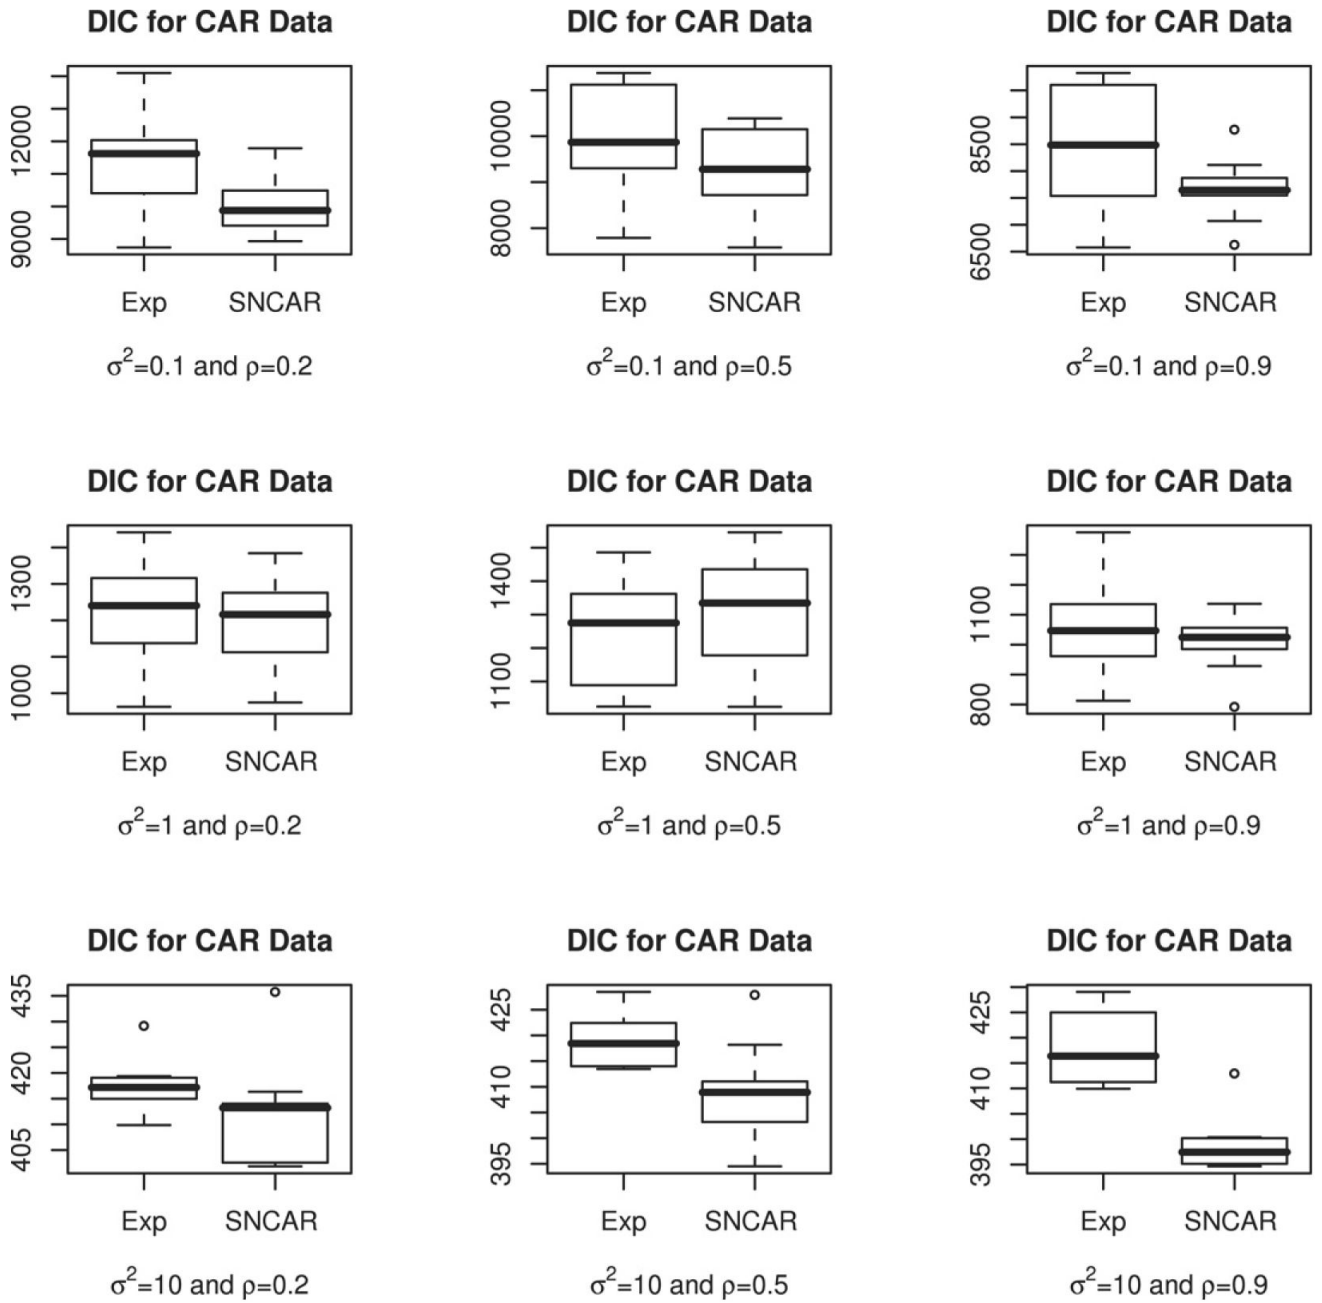 DIC for CAR Data
12000
9000
Exp SNCAR
σ²=0.1 and ρ=0.2
DIC for CAR Data
10000
8000
Exp SNCAR
σ²=0.1 and ρ=0.5
DIC for CAR Data
8500
6500
Exp SNCAR
σ²=0.1 and ρ=0.9
DIC for CAR Data
1300
1000
Exp SNCAR
σ²=1 and ρ=0.2
DIC for CAR Data
1400
1100
Exp SNCAR
σ²=1 and ρ=0.5
DIC for CAR Data
1100
800
Exp SNCAR
σ²=1 and ρ=0.9
DIC for CAR Data
435
420
405
Exp SNCAR
σ²=10 and ρ=0.2
DIC for CAR Data
425
410
395
Exp SNCAR
σ²=10 and ρ=0.5
DIC for CAR Data
425
410
395
Exp SNCAR
σ²=10 and ρ=0.9